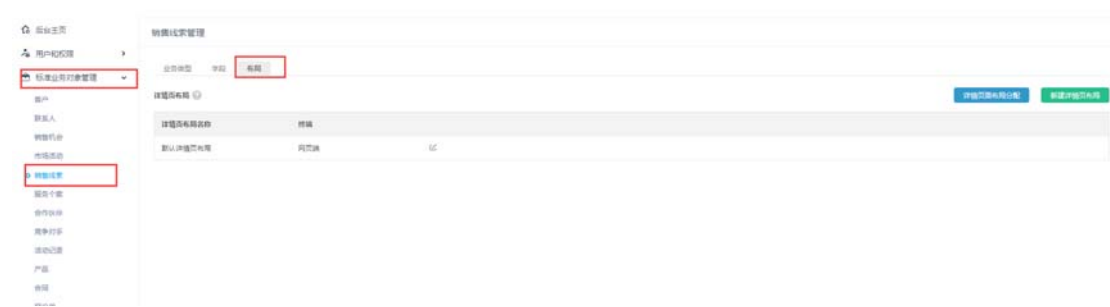 后台主页
用户和权限
标准业务对象管理
客户
联系人
销售机会
市场活动
销售线索
服务个案
合作伙伴
竞争对手
活动记录
产品
合同
销售线索管理
业务类型 字段 布局
详情页布局
详情页面布局分配 新建详情页布局
详情页布局名称 终端
默认详情页布局 网页端